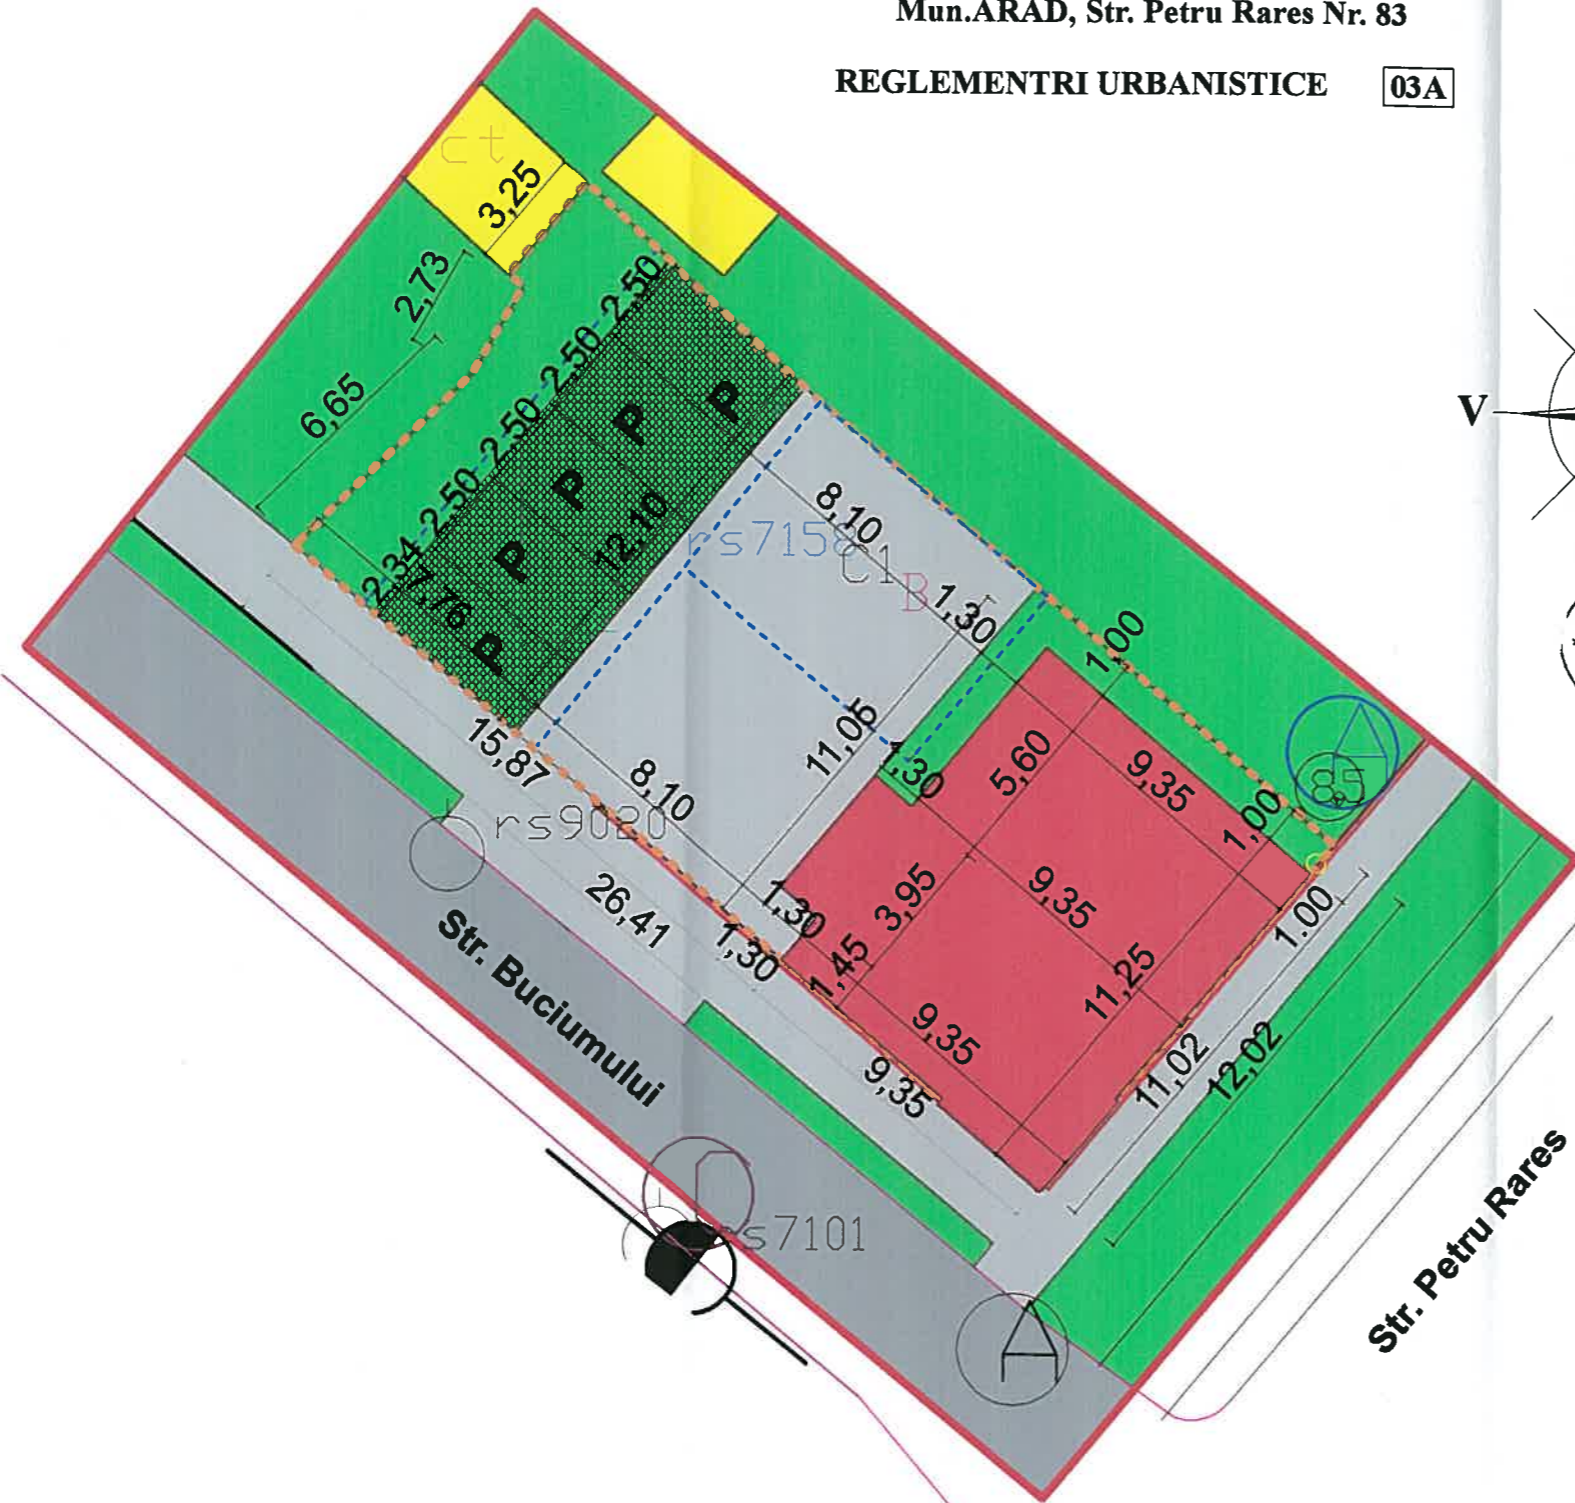 Mun.ARAD, Str. Petru Rares Nr. 83
REGLEMENTRI URBANISTICE 03A
ct
3,25
2,73
6,65
2,50
2,50
2,50
2,50
2,34
7,76
12,10
P
P
P
P
P
V
8,10
rs7158
C1
B
1,30
1.00
11,05
1,30
5,60
9,35
1,00
85
A
15,87
8,10
rs9020
26,41
1,30
1,30
1,45
3,95
9,35
11,25
1.00
9,35
9,35
11,02
12,02
Str. Buciumului
rs7101
A
Str. Petru Rares